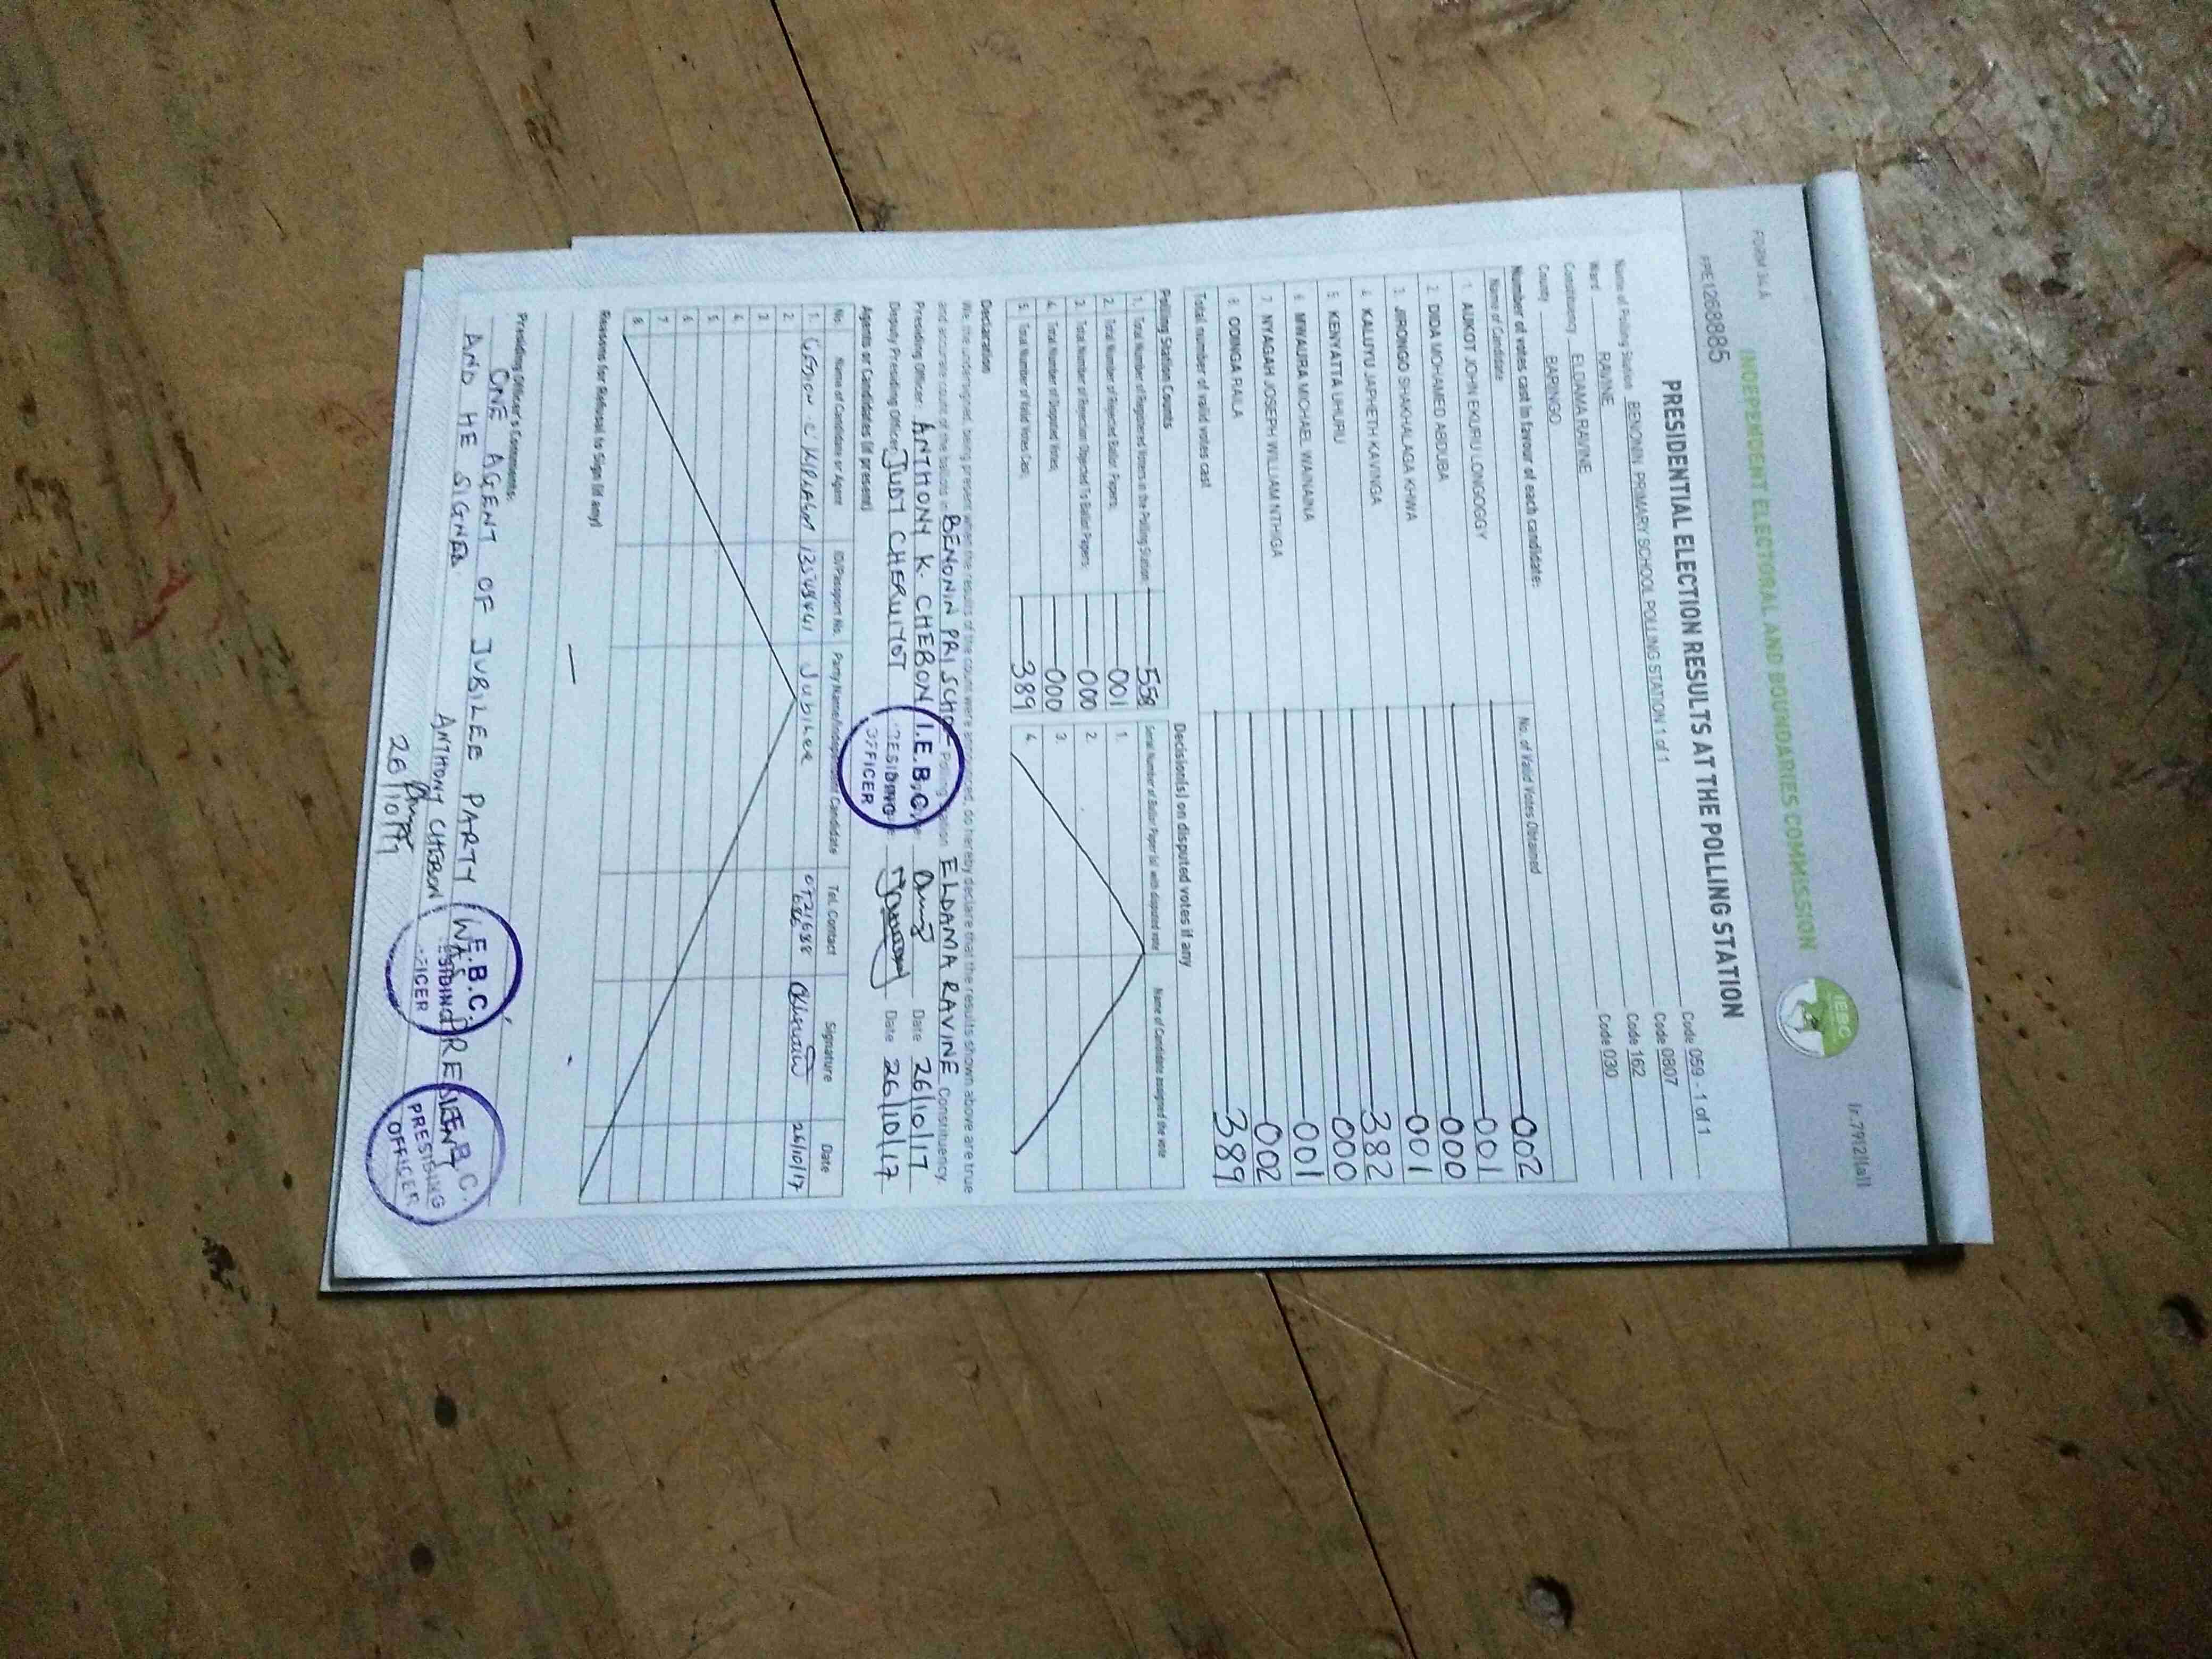 FORM 34 A
INDEPENDENT ELECTORAL AND BOUNDARIES COMMISSION
IEBC
PRE1268885
PRESIDENTIAL ELECTION RESULTS AT THE POLLING STATION
Name of Polling Station BENONIN PRIMARY SCHOOL POLLING STATION 1 of 1 Code 059 - 1 of 1
Ward RAVINE Code 0807
Constituency ELDAMA RAVINE Code 162
County BARINGO Code 030
Number of votes cast in favour of each candidate:
Name of Candidate No. of Valid Votes Obtained
1. AUKOT JOHN EKURU LONGOGGY 002
2. DIDA MOHAMED ABDUBA 001
3. JIRONGO SHAKHALAGA KHWA 000
4. KALUYU JAPHETH KAVINGA 001
5. KENYATTA UHURU 382
6. MWAURA MICHAEL WAINAINA 000
7. NYAGAH JOSEPH WILLIAM NTHIGA 001
8. ODINGA RAILA 002
Total number of valid votes cast 389
Polling Station Counts Decision(s) on disputed votes if any
1. Total Number of Registered Voters in the Polling Station: 558
Serial Number of Ballot Paper (s) with disputed vote Name of Candidate assigned the vote
2. Total Number of Rejected Ballot Papers: 001 1.
3. Total Number of Rejection Objected To Ballot Papers: 000 2.
4. Total Number of Disputed Votes: 000 3.
5. Total Number of Valid Votes Cast: 389 4.
Declaration
We, the undersigned, being present when the results of the count were announced, do hereby declare that the results shown above are true
and accurate count of the ballots in BENONIN PRI SCHOOL Polling Station ELDAMA RAVINE Constituency
Presiding Officer: ANTHONY K. CHEBON Date 26/10/17
Deputy Presiding Officer: JUDY CHERUIYOT Date 26/10/17
I.E.B.C.
PRESIDING
OFFICER
Agents or Candidates (if present)
No. Name of Candidate or Agent ID/Passport No. Party Name/Independent Candidate Tel. Contact Signature Date
1. Jubilee 26/10/17
2.
3.
4.
5.
6.
7.
8.
Reasons for Refusal to Sign (if any)
Presiding Officer's Comments:
ONE AGENT OF JUBILEE PARTY WAS PRESENT
AND HE SIGNED.
ANTHONY CHEBON
26/10/17
I.E.B.C.
PRESIDING
OFFICER
I.E.B.C.
PRESIDING
OFFICER